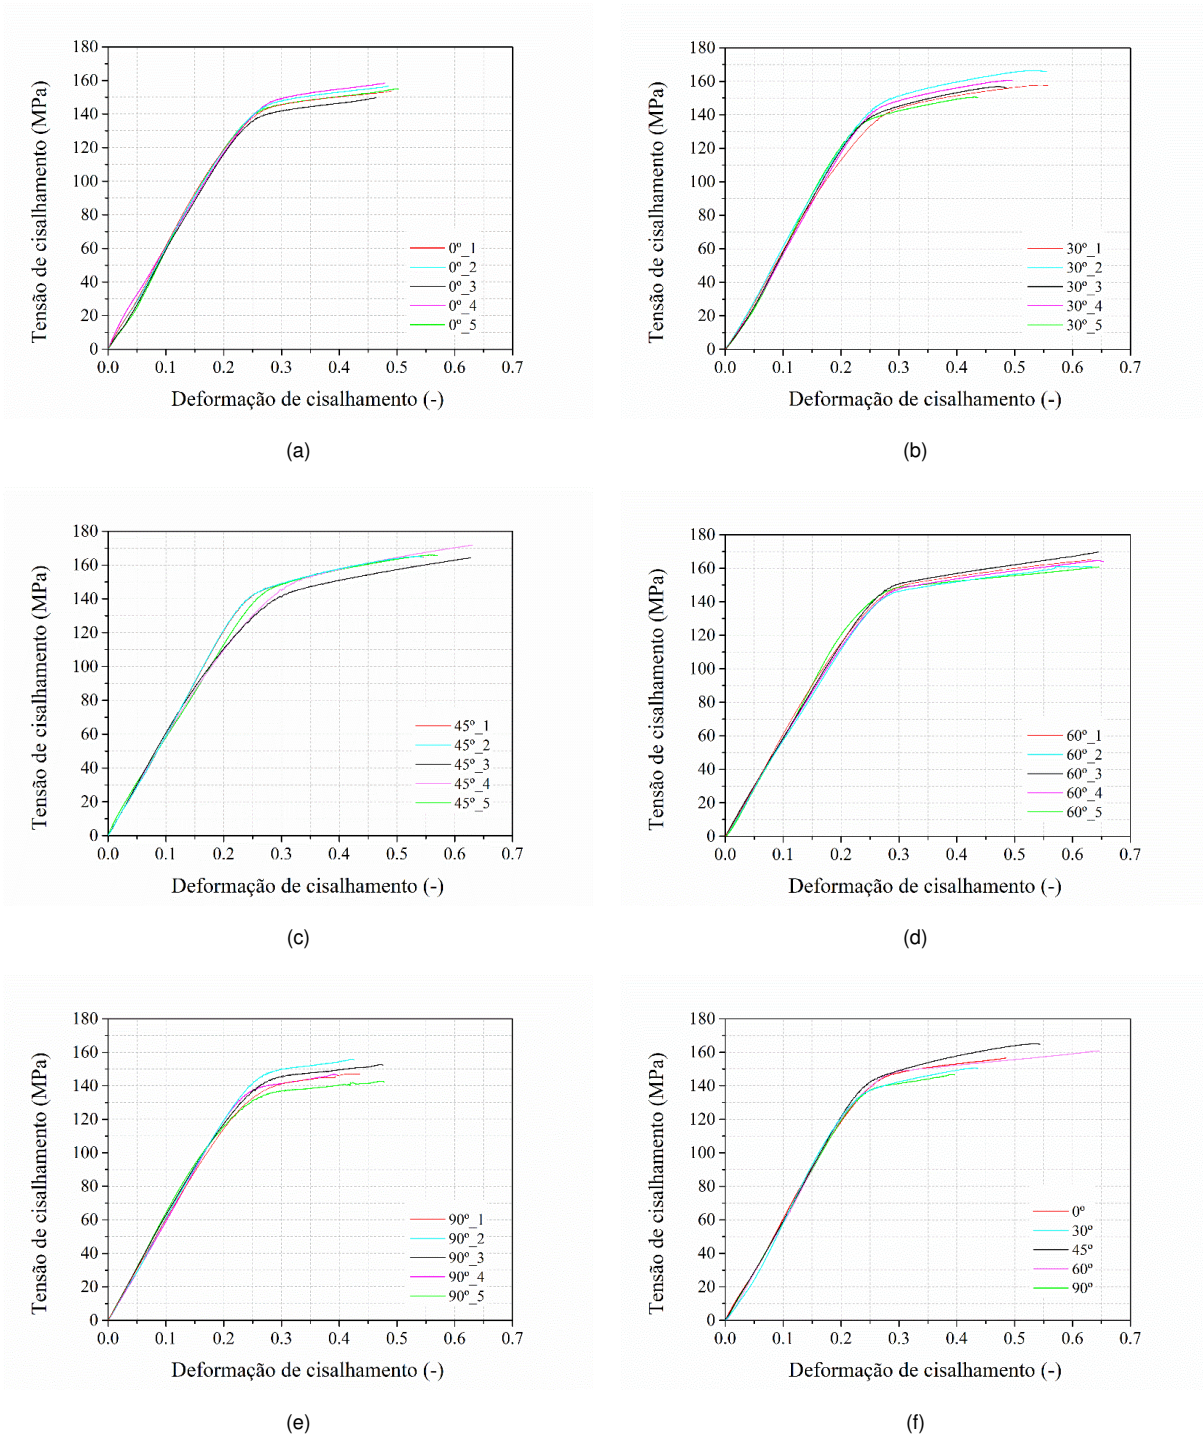 180
160
140
120
100
80
60
40
20
0
Tensão de cisalhamento (MPa)
0º_1
0º_2
0º_3
0º_4
0º_5
0.0 0.1 0.2 0.3 0.4 0.5 0.6 0.7
Deformação de cisalhamento (-)
(a)
180
160
140
120
100
80
60
40
20
0
Tensão de cisalhamento (MPa)
30º_1
30º_2
30º_3
30º_4
30º_5
0.0 0.1 0.2 0.3 0.4 0.5 0.6 0.7
Deformação de cisalhamento (-)
(b)
180
160
140
120
100
80
60
40
20
0
Tensão de cisalhamento (MPa)
45º_1
45º_2
45º_3
45º_4
45º_5
0.0 0.1 0.2 0.3 0.4 0.5 0.6 0.7
Deformação de cisalhamento (-)
(c)
180
160
140
120
100
80
60
40
20
0
Tensão de cisalhamento (MPa)
60º_1
60º_2
60º_3
60º_4
60º_5
0.0 0.1 0.2 0.3 0.4 0.5 0.6 0.7
Deformação de cisalhamento (-)
(d)
180
160
140
120
100
80
60
40
20
0
Tensão de cisalhamento (MPa)
90º_1
90º_2
90º_3
90º_4
90º_5
0.0 0.1 0.2 0.3 0.4 0.5 0.6 0.7
Deformação de cisalhamento (-)
(e)
180
160
140
120
100
80
60
40
20
0
Tensão de cisalhamento (MPa)
0º
30º
45º
60º
90º
0.0 0.1 0.2 0.3 0.4 0.5 0.6 0.7
Deformação de cisalhamento (-)
(f)